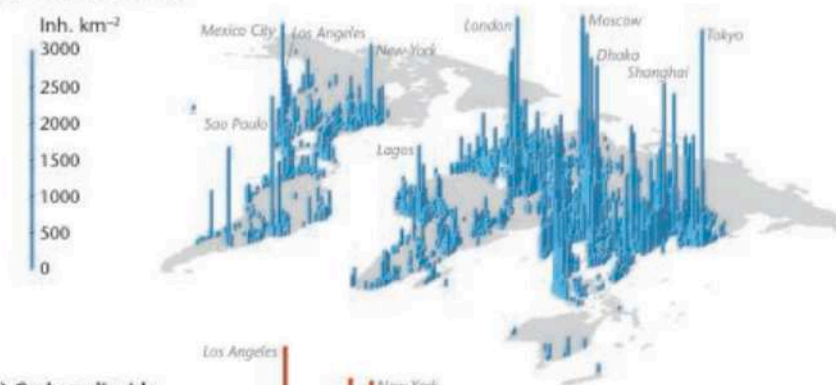 Inh. km⁻²
3000
2500
2000
1500
1000
500
0
Mexico City
Los Angeles
New York
Sao Paulo
London
Lagos
Moscow
Dhaka
Shanghai
Tokyo
Los Angeles
New York